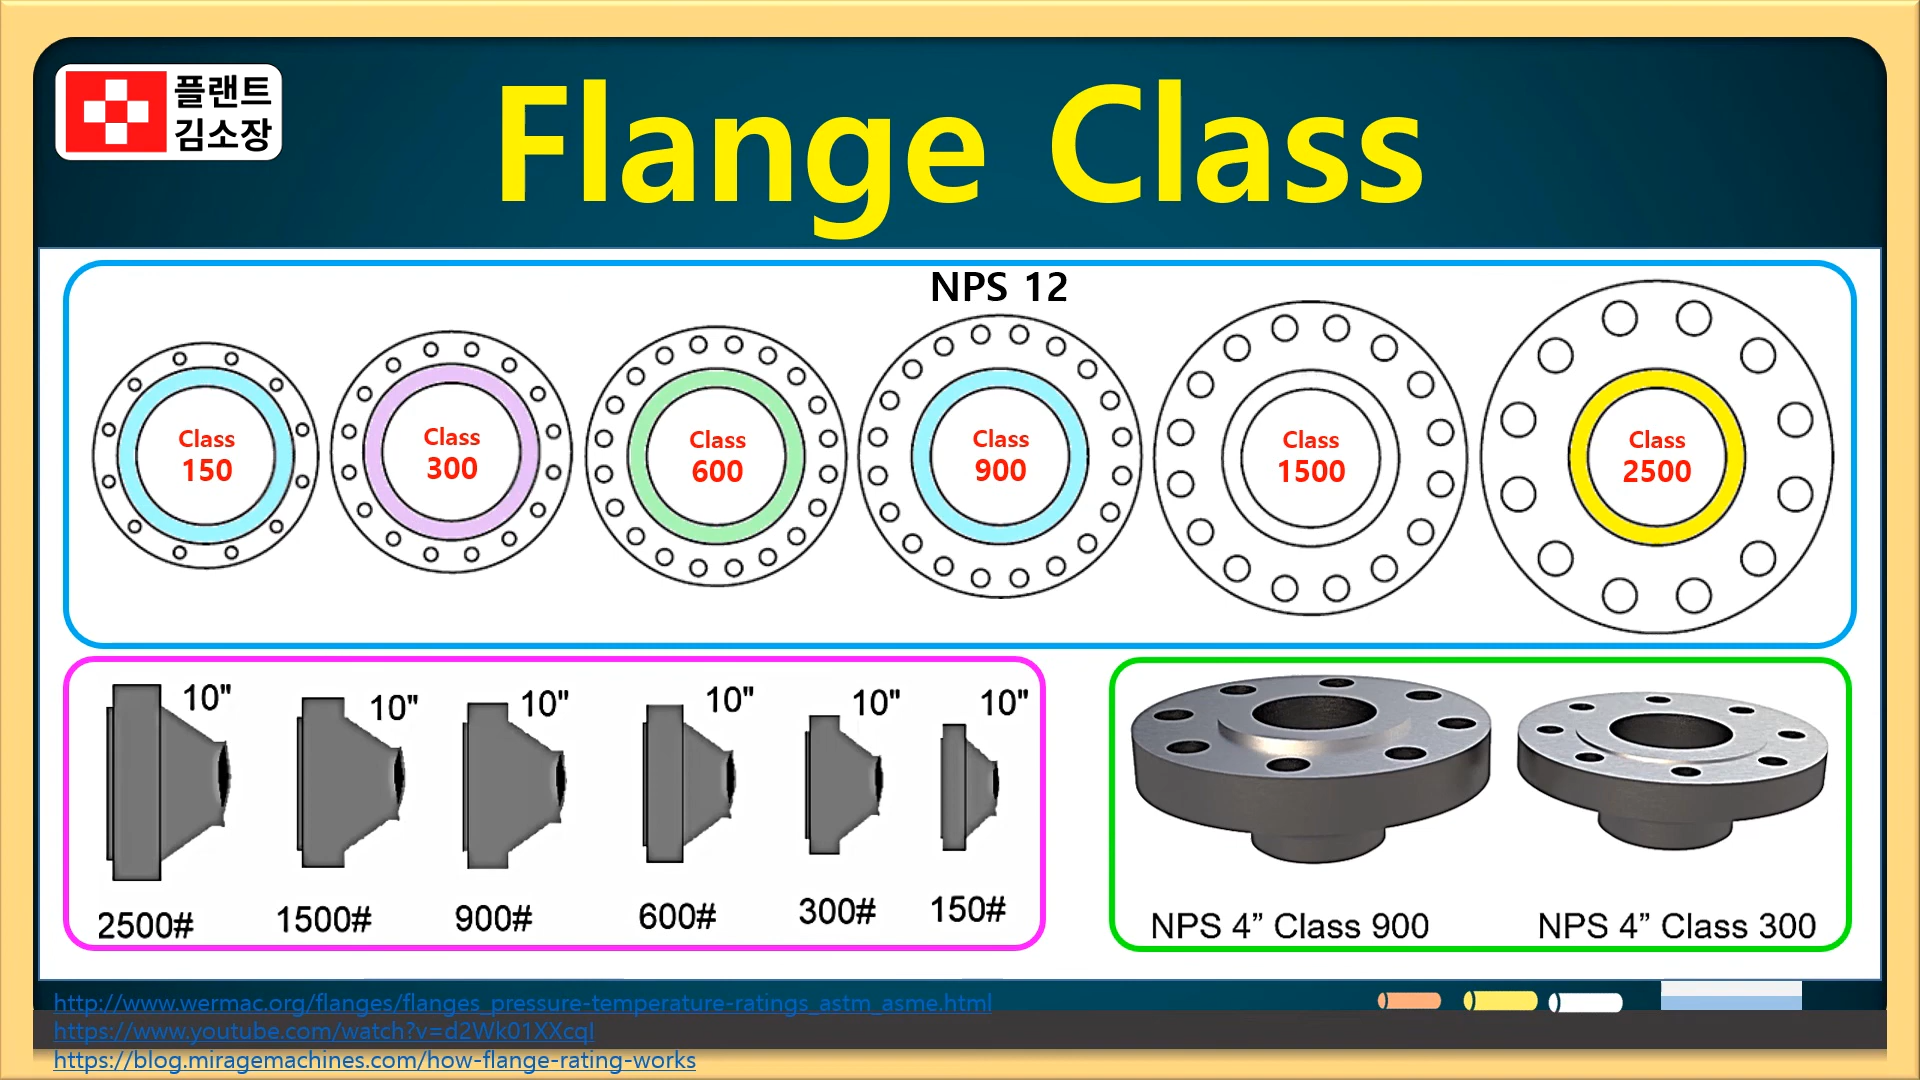 플랜트
김소장
Flange Class
NPS 12
Class
150
Class
300
Class
600
Class
900
Class
1500
Class
2500
10"
10"
10"
10"
10"
10"
2500#
1500#
900#
600#
300#
150#
NPS 4” Class 900
NPS 4” Class 300
http://www.wermac.org/flanges/flanges_pressure-temperature-ratings_astm_asme.html
https://www.youtube.com/watch?v=d2Wk01XXcqI
https://blog.miragemachines.com/how-flange-rating-works